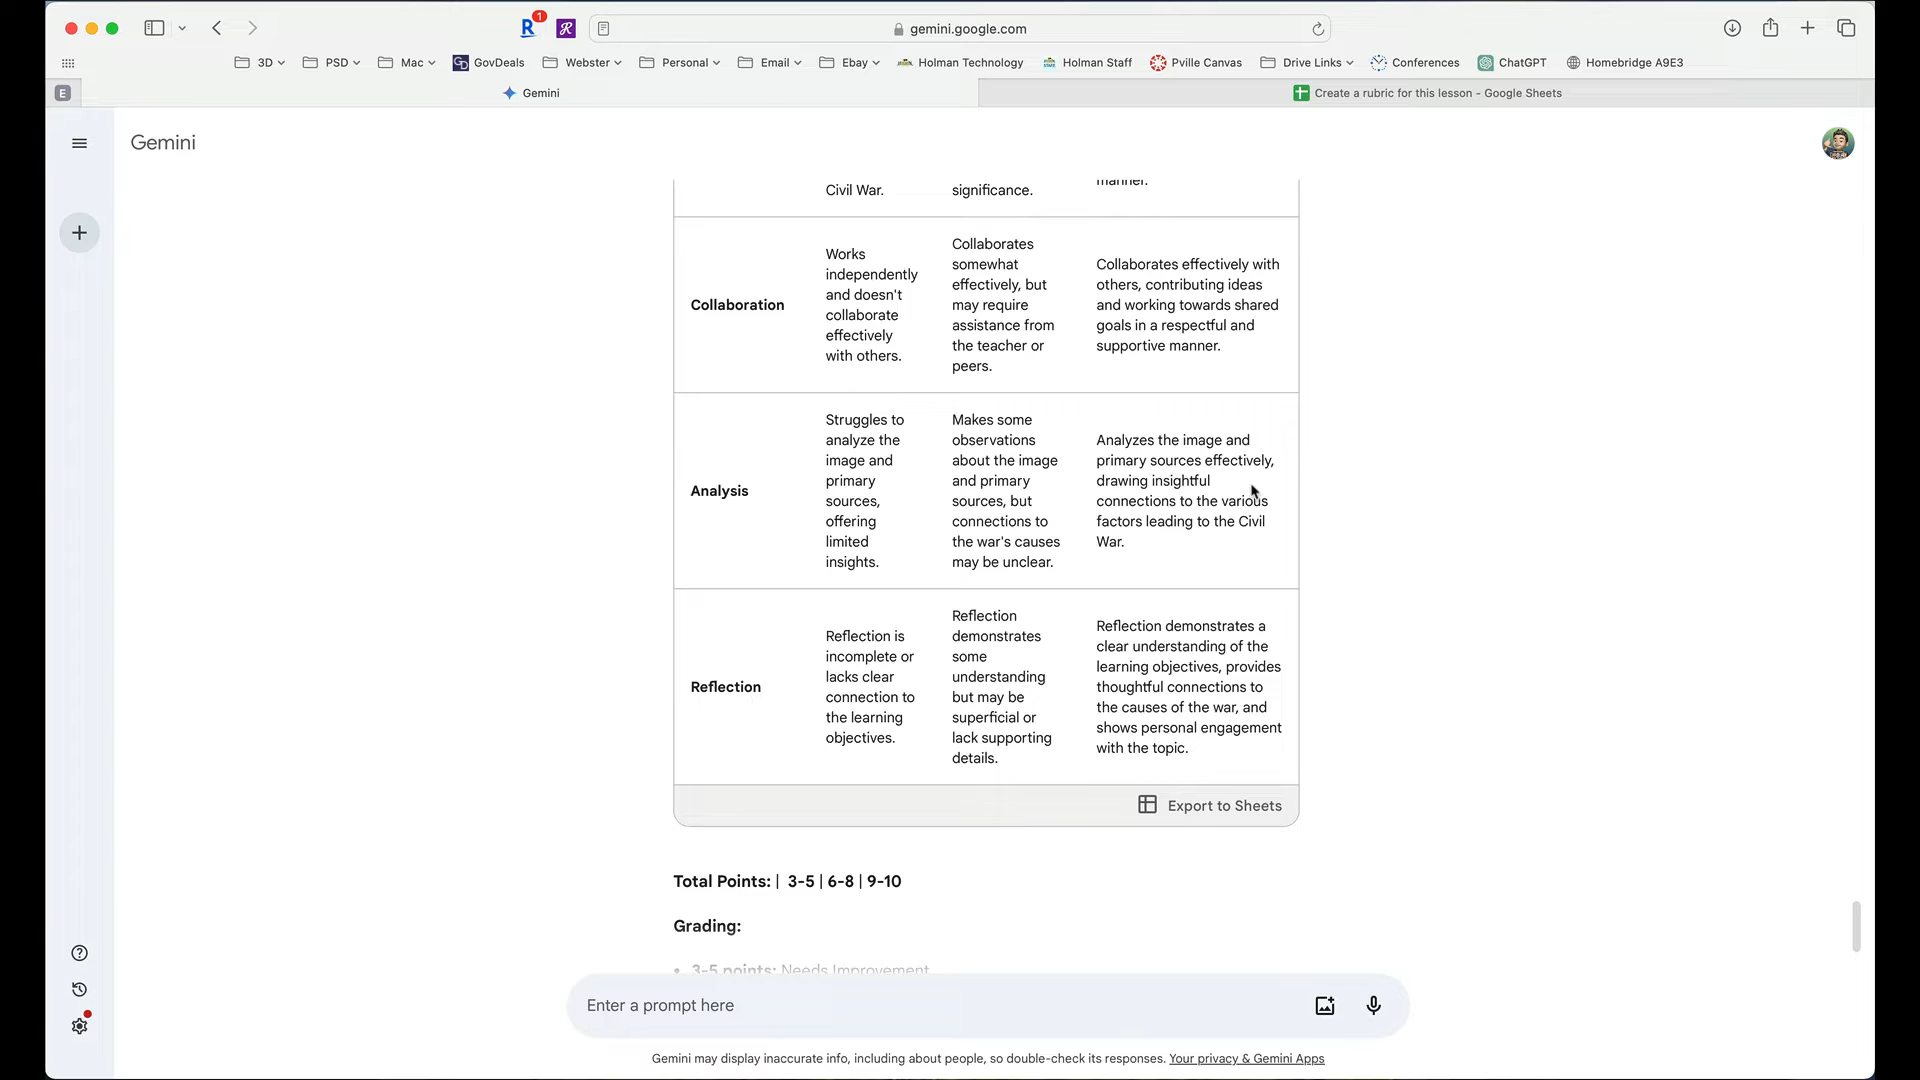 1
gemini.google.com
3D
PSD
Mac
GovDeals
Webster
Personal
Email
Ebay
Holman Technology
Holman Staff
Pville Canvas
Drive Links
Conferences
ChatGPT
Homebridge A9E3
E
Gemini
Create a rubric for this lesson - Google Sheets
Gemini
Civil War.
significance.
manner.
Collaboration
Works
independently
and doesn't
collaborate
effectively
with others.
Collaborates
somewhat
effectively, but
may require
assistance from
the teacher or
peers.
Collaborates effectively with
others, contributing ideas
and working towards shared
goals in a respectful and
supportive manner.
Analysis
Struggles to
analyze the
image and
primary
sources,
offering
limited
insights.
Makes some
observations
about the image
and primary
sources, but
connections to
the war's causes
may be unclear.
Analyzes the image and
primary sources effectively,
drawing insightful
connections to the various
factors leading to the Civil
War.
Reflection
Reflection is
incomplete or
lacks clear
connection to
the learning
objectives.
Reflection
demonstrates
some
understanding
but may be
superficial or
lack supporting
details.
Reflection demonstrates a
clear understanding of the
learning objectives, provides
thoughtful connections to
the causes of the war, and
shows personal engagement
with the topic.
Export to Sheets
Total Points: | 3-5 | 6-8 | 9-10
Grading:
• 3-5 points: Needs Improvement
Enter a prompt here
Gemini may display inaccurate info, including about people, so double-check its responses. Your privacy & Gemini Apps